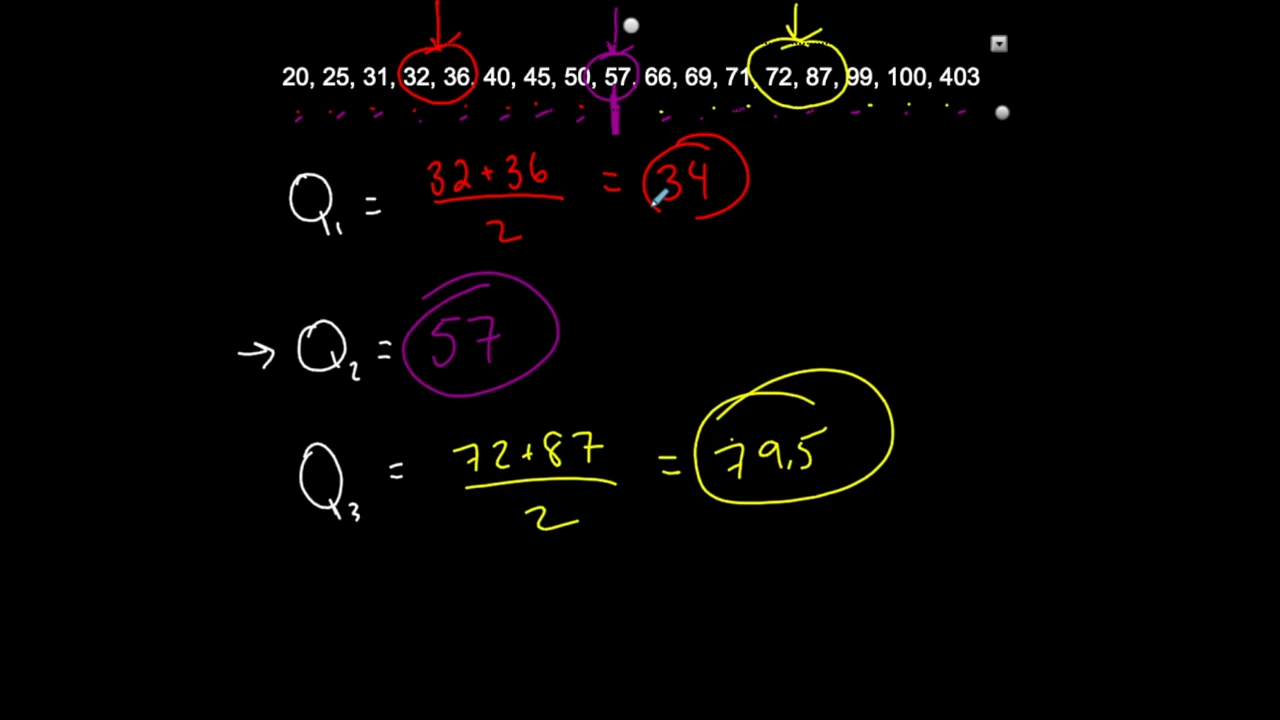 20, 25, 31, 32, 36, 40, 45, 50, 57, 66, 69, 71, 72, 87, 99, 100, 403
Q₁ = 32 + 36 / 2 = 34
→ Q₂ = 57
Q₃ = 72 + 87 / 2 = 79.5